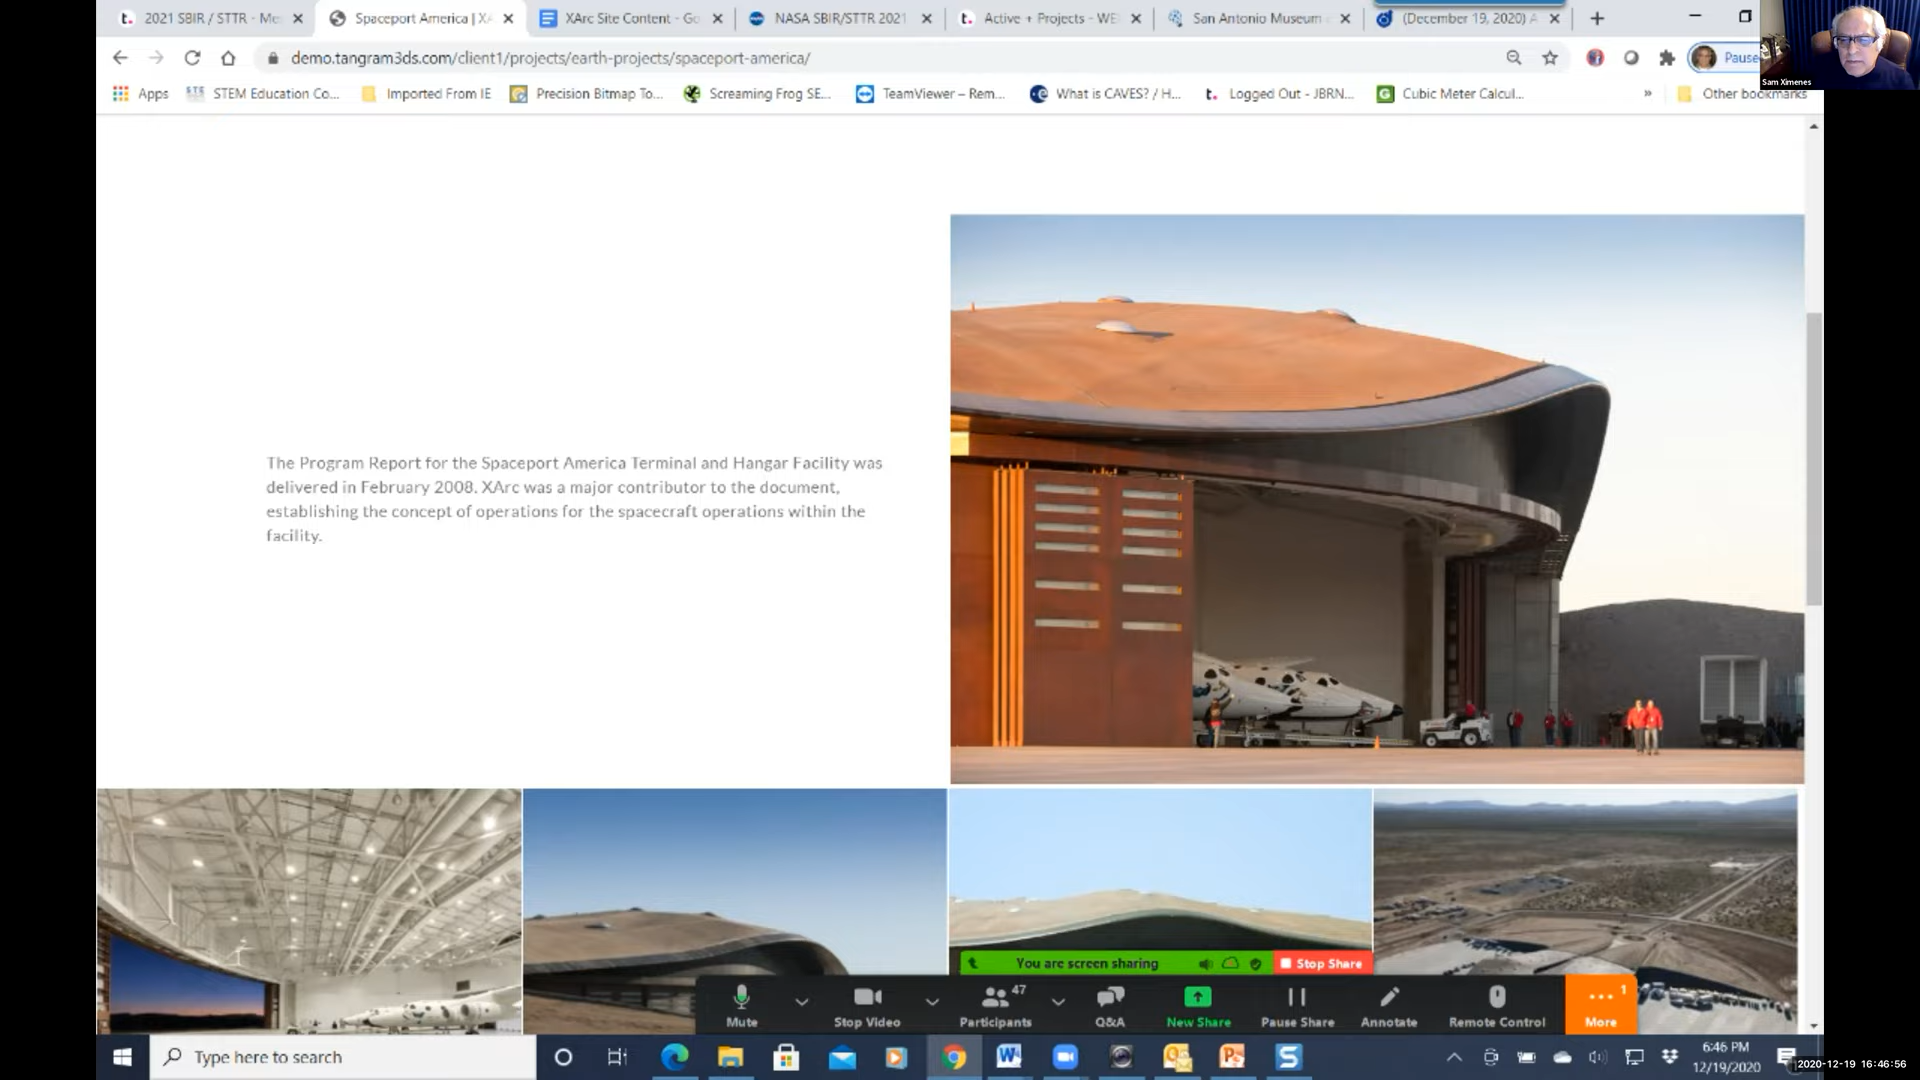 2021 SBIR / STTR - Me
Spaceport America | XA
XArc Site Content - Go
NASA SBIR/STTR 2021
Active + Projects - WE
San Antonio Museum
(December 19, 2020) A
demo.tangram3ds.com/client1/projects/earth-projects/spaceport-america/
Pause
Sam Ximenes
Apps
STEM Education Co...
Imported From IE
Precision Bitmap To...
Screaming Frog SE...
TeamViewer – Rem...
What is CAVES? / H...
Logged Out - JBRN...
Cubic Meter Calcul...
»
Other bookmarks
The Program Report for the Spaceport America Terminal and Hangar Facility was
delivered in February 2008. XArc was a major contributor to the document,
establishing the concept of operations for the spacecraft operations within the
facility.
You are screen sharing
Stop Share
Mute
Stop Video
47
Participants
Q&A
New Share
Pause Share
Annotate
Remote Control
1
More
Type here to search
6:46 PM
12/19/2020
2020-12-19 16:46:56